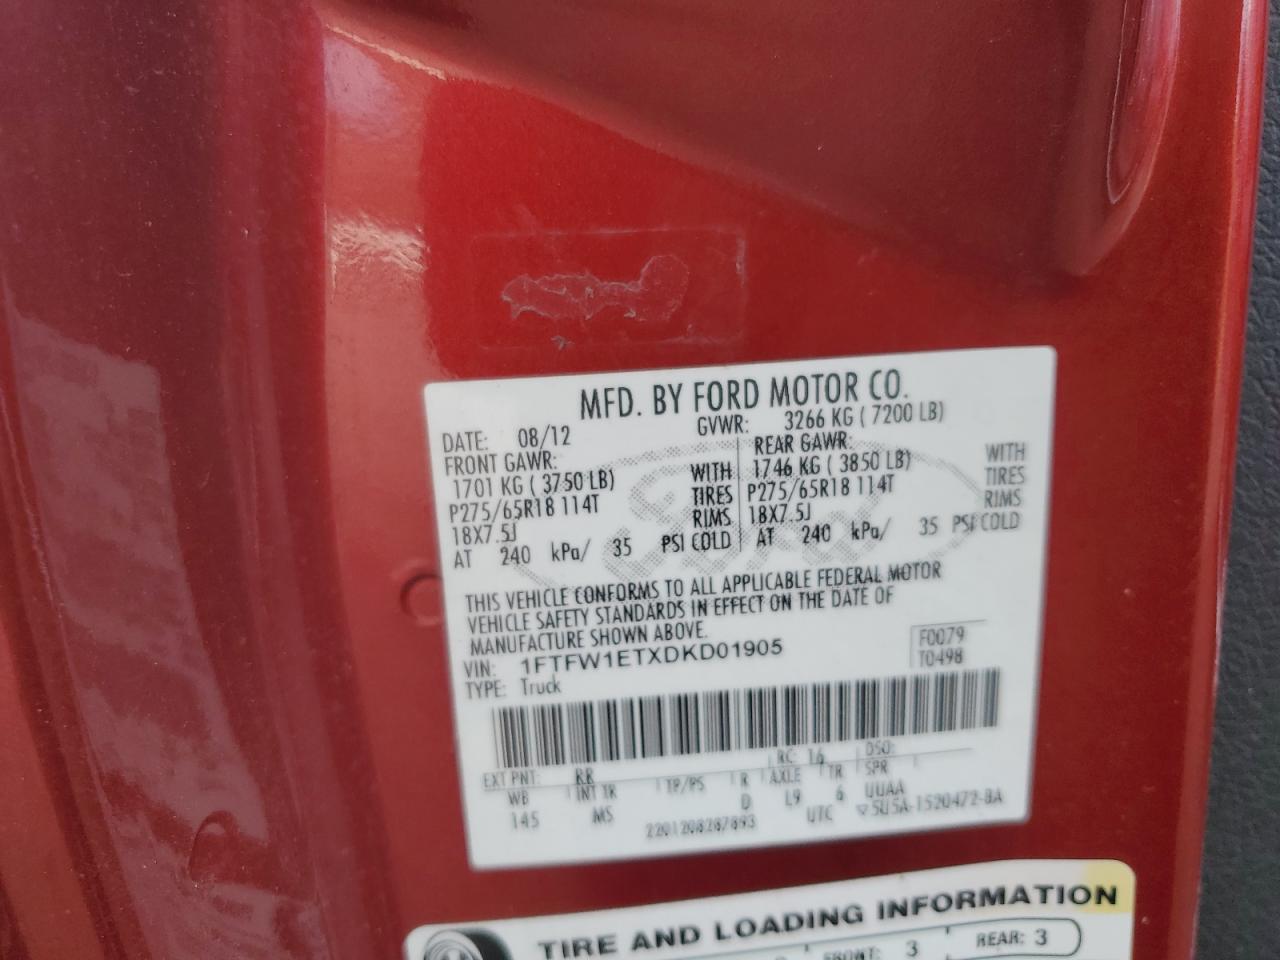 MFD. BY FORD MOTOR CO.
DATE: 08/12 GVWR: 3266 KG ( 7200 LB)
FRONT GAWR: REAR GAWR:
1701 KG ( 3750 LB) WITH 1746 KG ( 3850 LB) WITH
P275/65R18 114T TIRES P275/65R18 114T TIRES
18X7.5J RIMS 18X7.5J RIMS
AT 240 kPa/ 35 PSI COLD AT 240 kPa/ 35 PSI COLD
Ford
THIS VEHICLE CONFORMS TO ALL APPLICABLE FEDERAL MOTOR
VEHICLE SAFETY STANDARDS IN EFFECT ON THE DATE OF
MANUFACTURE SHOWN ABOVE.
VIN: 1FTFW1ETXDKD01905 F0079
TYPE: Truck T0498
EXT PNT: RR RC: 16 DSO:
WB INT TR TP/PS R AXLE TR SPR
145 MS D L9 6 UUAA
2201208287893 UTC ▽5U5A-1520472-BA
TIRE AND LOADING INFORMATION
FRONT: 3 REAR: 3